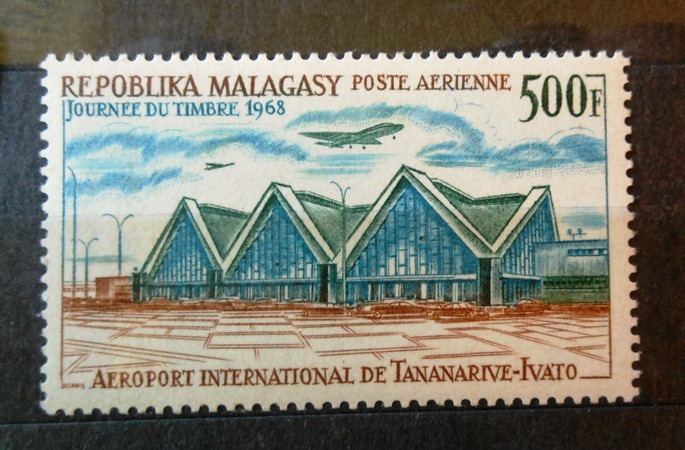 REPOBLIKA MALAGASY POSTE AERIENNE 500F
JOURNEE DU TIMBRE 1968
AEROPORT INTERNATIONAL DE TANANARIVE-IVATO